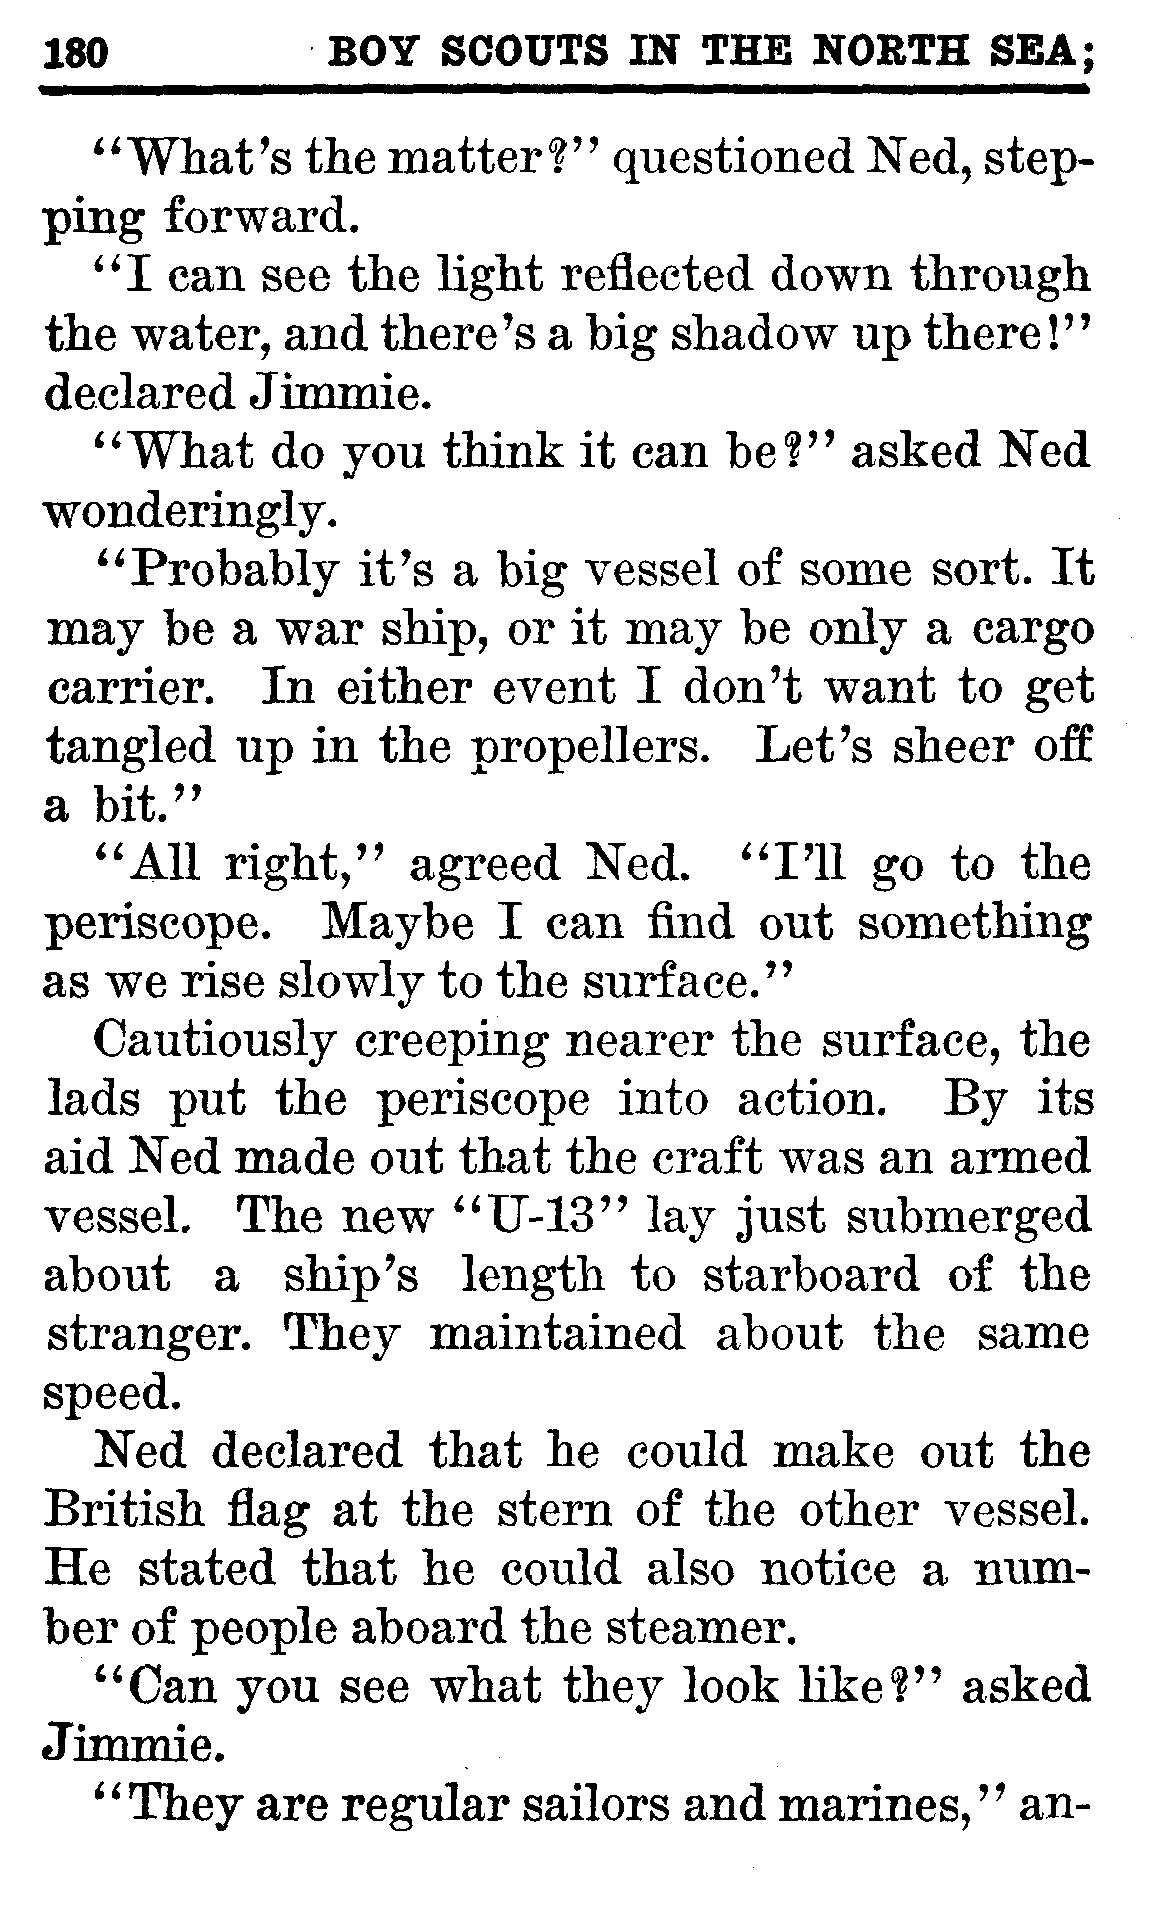 180 BOY SCOUTS IN THE NORTH SEA;
“What’s the matter?” questioned Ned, step-
ping forward.
“I can see the light reflected down through
the water, and there’s a big shadow up there!”
declared Jimmie.
“What do you think it can be?” asked Ned
wonderingly.
“Probably it’s a big vessel of some sort. It
may be a war ship, or it may be only a cargo
carrier. In either event I don’t want to get
tangled up in the propellers. Let’s sheer off
a bit.”
“All right,” agreed Ned. “I’ll go to the
periscope. Maybe I can find out something
as we rise slowly to the surface.”
Cautiously creeping nearer the surface, the
lads put the periscope into action. By its
aid Ned made out that the craft was an armed
vessel. The new “U-13” lay just submerged
about a ship’s length to starboard of the
stranger. They maintained about the same
speed.
Ned declared that he could make out the
British flag at the stern of the other vessel.
He stated that he could also notice a num-
ber of people aboard the steamer.
“Can you see what they look like?” asked
Jimmie.
“They are regular sailors and marines,” an-